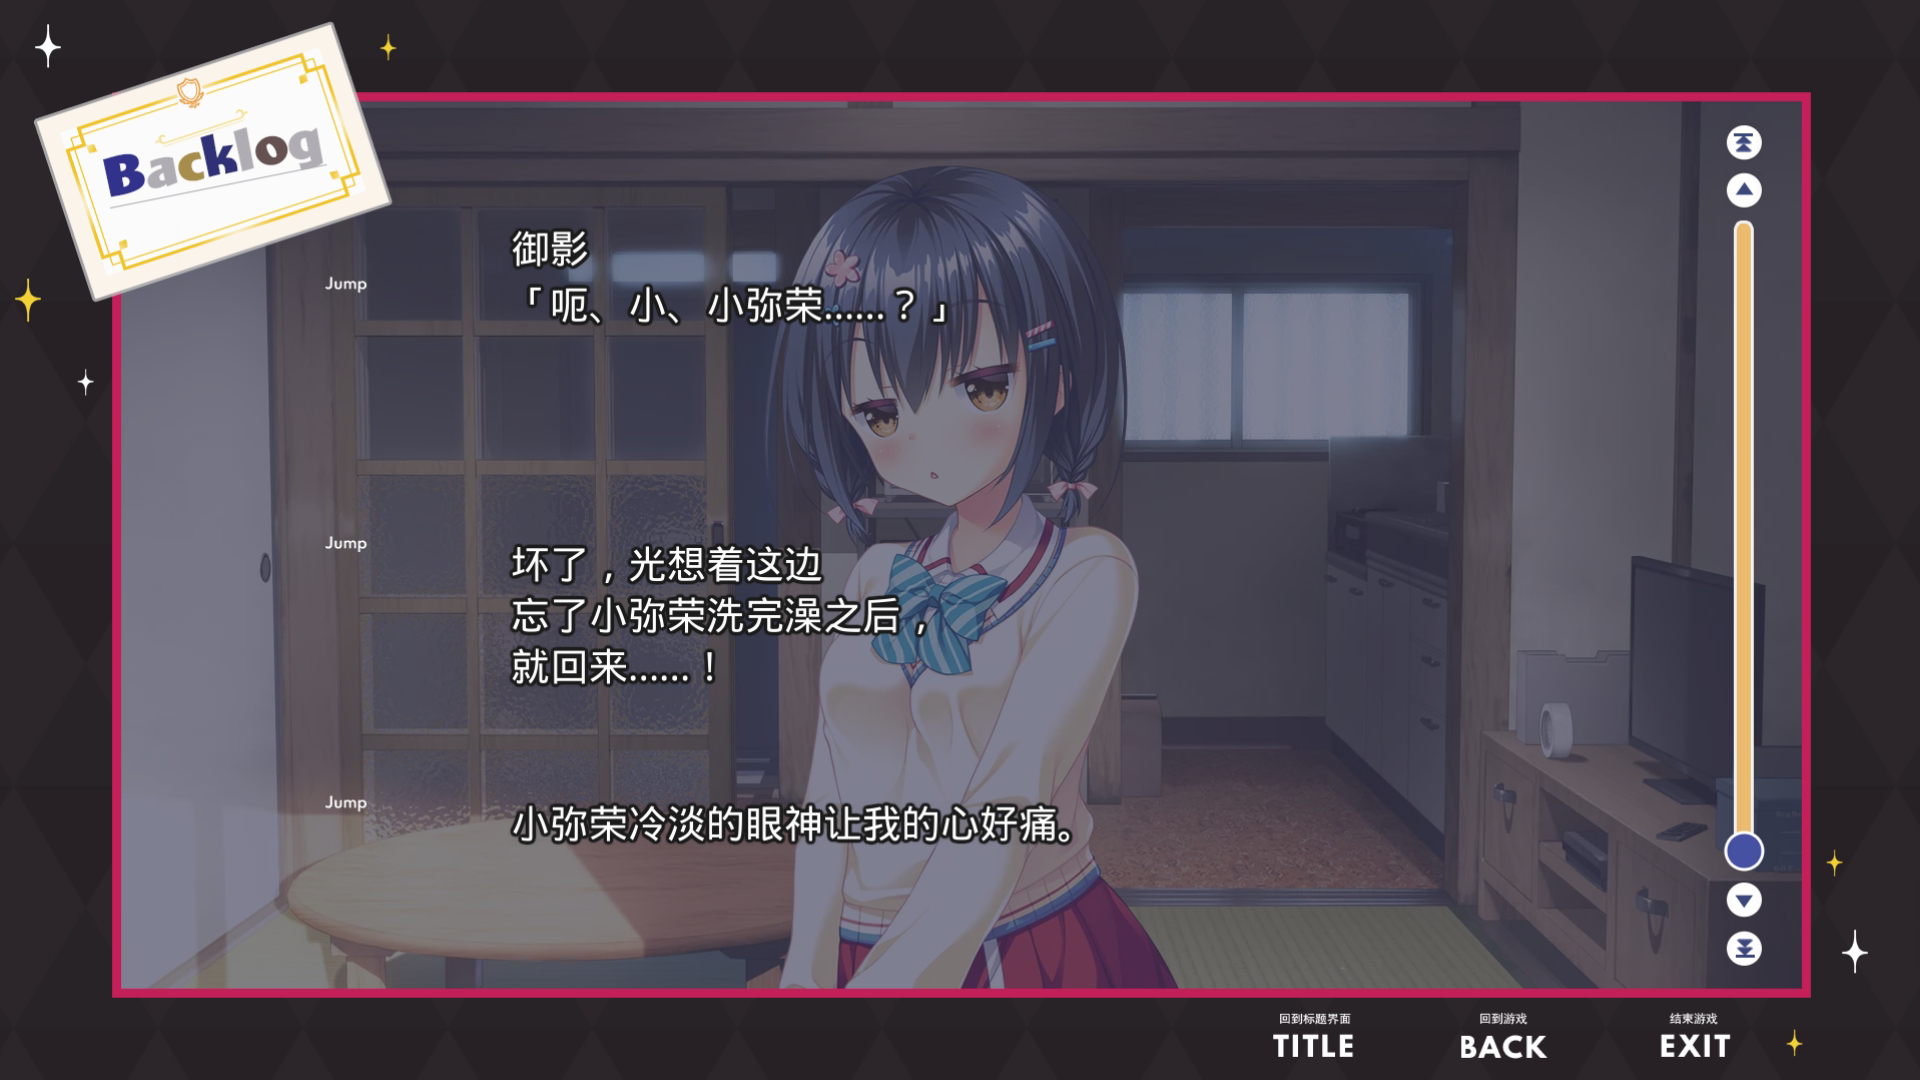 Backlog
Jump
御影
「呃、小、小弥荣……？」
Jump
坏了，光想着这边
忘了小弥荣洗完澡之后，
就回来……！
Jump
小弥荣冷淡的眼神让我的心好痛。
回到标题界面
TITLE
回到游戏
BACK
结束游戏
EXIT